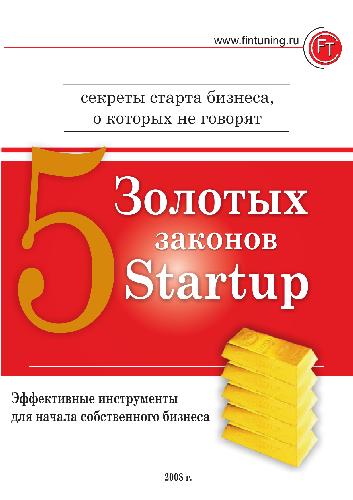 www.fintuning.ru
FT
секреты старта бизнеса,
о которых не говорят
5 Золотых
законов
Startup
Эффективные инструменты
для начала собственного бизнеса
2008 г.